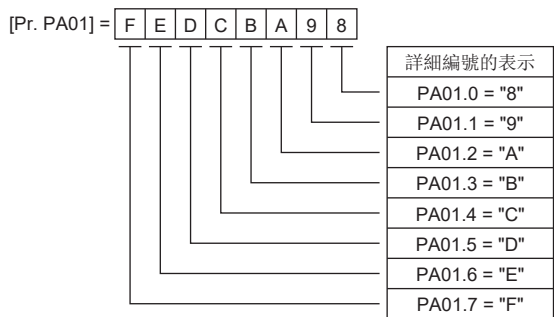 [Pr. PA01] = F E D C B A 9 8
詳細編號的表示
PA01.0 = "8"
PA01.1 = "9"
PA01.2 = "A"
PA01.3 = "B"
PA01.4 = "C"
PA01.5 = "D"
PA01.6 = "E"
PA01.7 = "F"